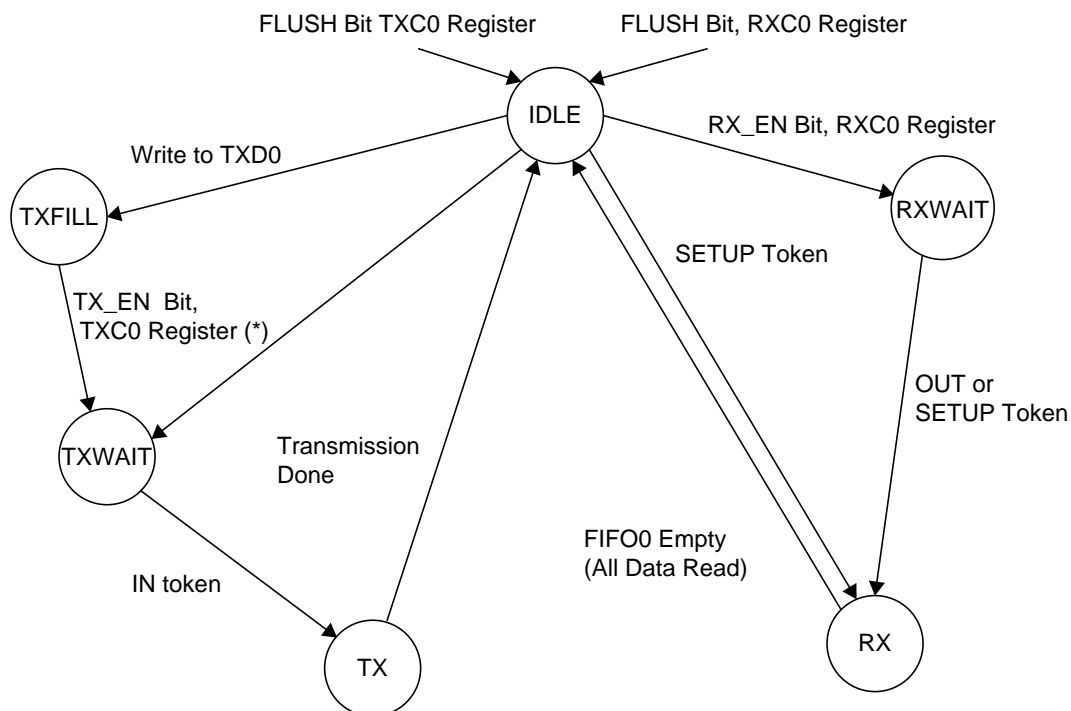 FLUSH Bit TXC0 Register
FLUSH Bit, RXC0 Register
IDLE
RX_EN Bit, RXC0 Register
Write to TXD0
TXFILL
RXWAIT
SETUP Token
TX_EN Bit,
TXC0 Register (*)
OUT or
SETUP Token
TXWAIT
Transmission
Done
FIFO0 Empty
(All Data Read)
IN token
TX
RX